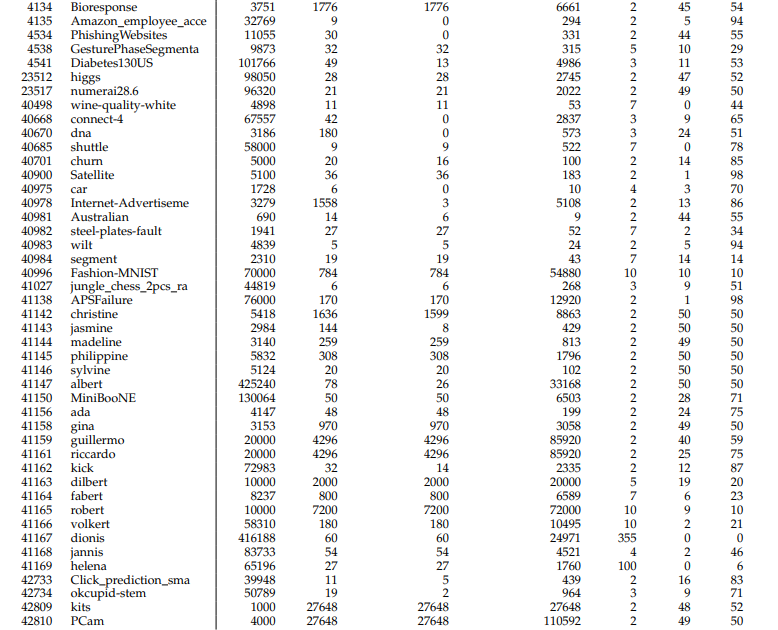 4134 Bioresponse 3751 1776 1776 6661 2 45 54
4135 Amazon_employee_acce 32769 9 0 294 2 5 94
4534 PhishingWebsites 11055 30 0 331 2 44 55
4538 GesturePhaseSegmenta 9873 32 32 315 5 10 29
4541 Diabetes130US 101766 49 13 4986 3 11 53
23512 higgs 98050 28 28 2745 2 47 52
23517 numerai28.6 96320 21 21 2022 2 49 50
40498 wine-quality-white 4898 11 11 53 7 0 44
40668 connect-4 67557 42 0 2837 3 9 65
40670 dna 3186 180 0 573 3 24 51
40685 shuttle 58000 9 9 522 7 0 78
40701 churn 5000 20 16 100 2 14 85
40900 Satellite 5100 36 36 183 2 1 98
40975 car 1728 6 0 10 4 3 70
40978 Internet-Advertiseme 3279 1558 3 5108 2 13 86
40981 Australian 690 14 6 9 2 44 55
40982 steel-plates-fault 1941 27 27 52 7 2 34
40983 wilt 4839 5 5 24 2 5 94
40984 segment 2310 19 19 43 7 14 14
40996 Fashion-MNIST 70000 784 784 54880 10 10 10
41027 jungle_chess_2pcs_ra 44819 6 6 268 3 9 51
41138 APSFailure 76000 170 170 12920 2 1 98
41142 christine 5418 1636 1599 8863 2 50 50
41143 jasmine 2984 144 8 429 2 50 50
41144 madeline 3140 259 259 813 2 49 50
41145 philippine 5832 308 308 1796 2 50 50
41146 sylvine 5124 20 20 102 2 50 50
41147 albert 425240 78 26 33168 2 50 50
41150 MiniBooNE 130064 50 50 6503 2 28 71
41156 ada 4147 48 48 199 2 24 75
41158 gina 3153 970 970 3058 2 49 50
41159 guillermo 20000 4296 4296 85920 2 40 59
41161 riccardo 20000 4296 4296 85920 2 25 75
41162 kick 72983 32 14 2335 2 12 87
41163 dilbert 10000 2000 2000 20000 5 19 20
41164 fabert 8237 800 800 6589 7 6 23
41165 robert 10000 7200 7200 72000 10 9 10
41166 volkert 58310 180 180 10495 10 2 21
41167 dionis 416188 60 60 24971 355 0 0
41168 jannis 83733 54 54 4521 4 2 46
41169 helena 65196 27 27 1760 100 0 6
42733 Click_prediction_sma 39948 11 5 439 2 16 83
42734 okcupid-stem 50789 19 2 964 3 9 71
42809 kits 1000 27648 27648 27648 2 48 52
42810 PCam 4000 27648 27648 110592 2 49 50